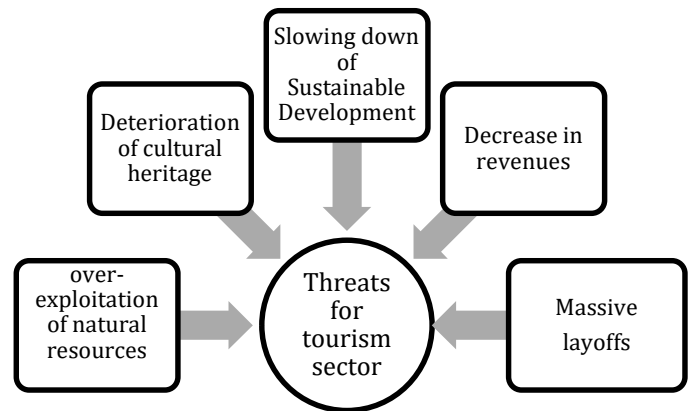 Slowing down
of
Sustainable
Development
Deterioration
of cultural
heritage
Decrease in
revenues
over-
exploitation
of natural
resources
Threats
for
tourism
sector
Massive
layoffs